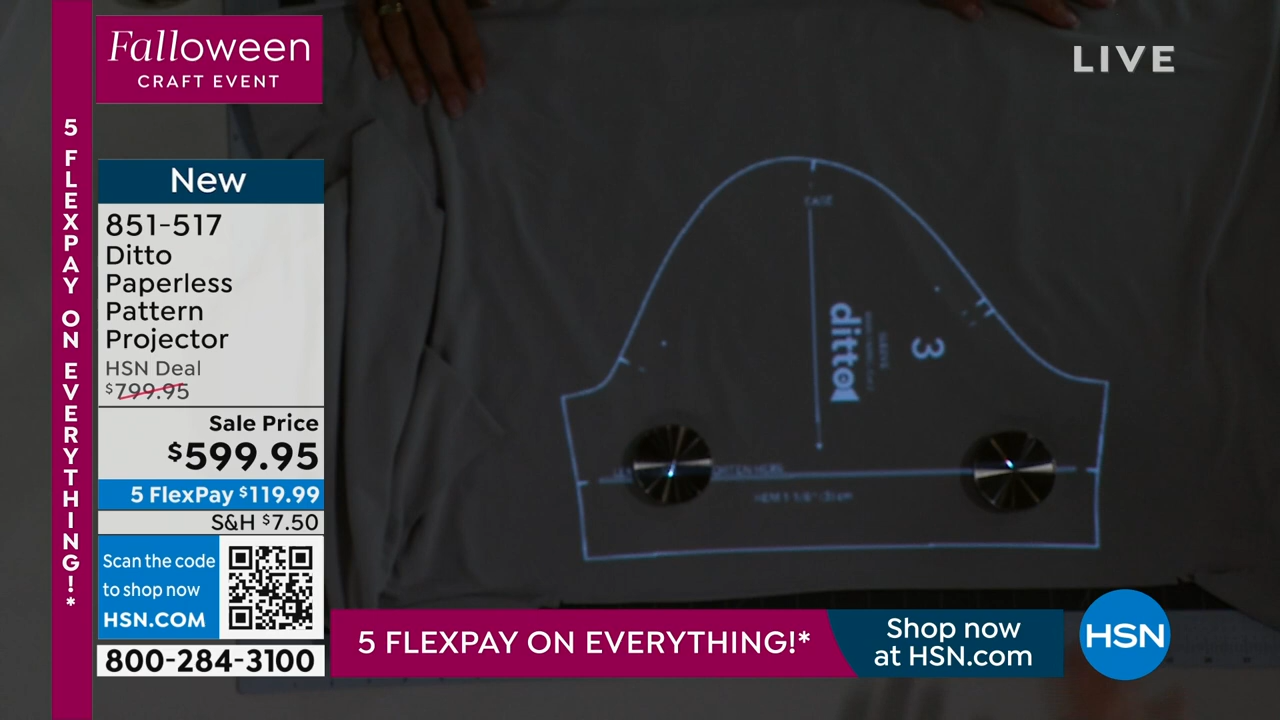 5 FLEXPAY ON EVERYTHING!*
Falloween
CRAFT EVENT
LIVE
New
851-517
Ditto
Paperless
Pattern
Projector
HSN Deal
$799.95
Sale Price
$599.95
5 FlexPay $119.99
S&H $7.50
Scan the code
to shop now
HSN.COM
800-284-3100
EASE
ditto
3
5 FLEXPAY ON EVERYTHING!*
Shop now
at HSN.com
HSN